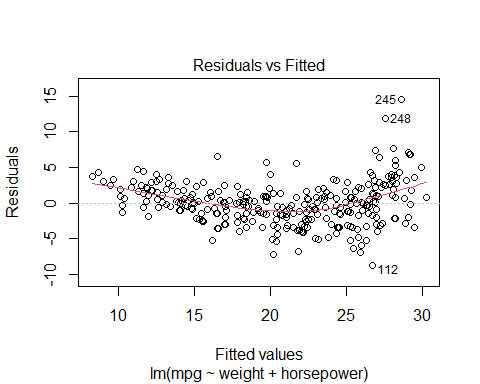 Residuals vs Fitted
Residuals
15
10
5
0
-5
-10
245
248
112
10 15 20 25 30
Fitted values
lm(mpg ~ weight + horsepower)